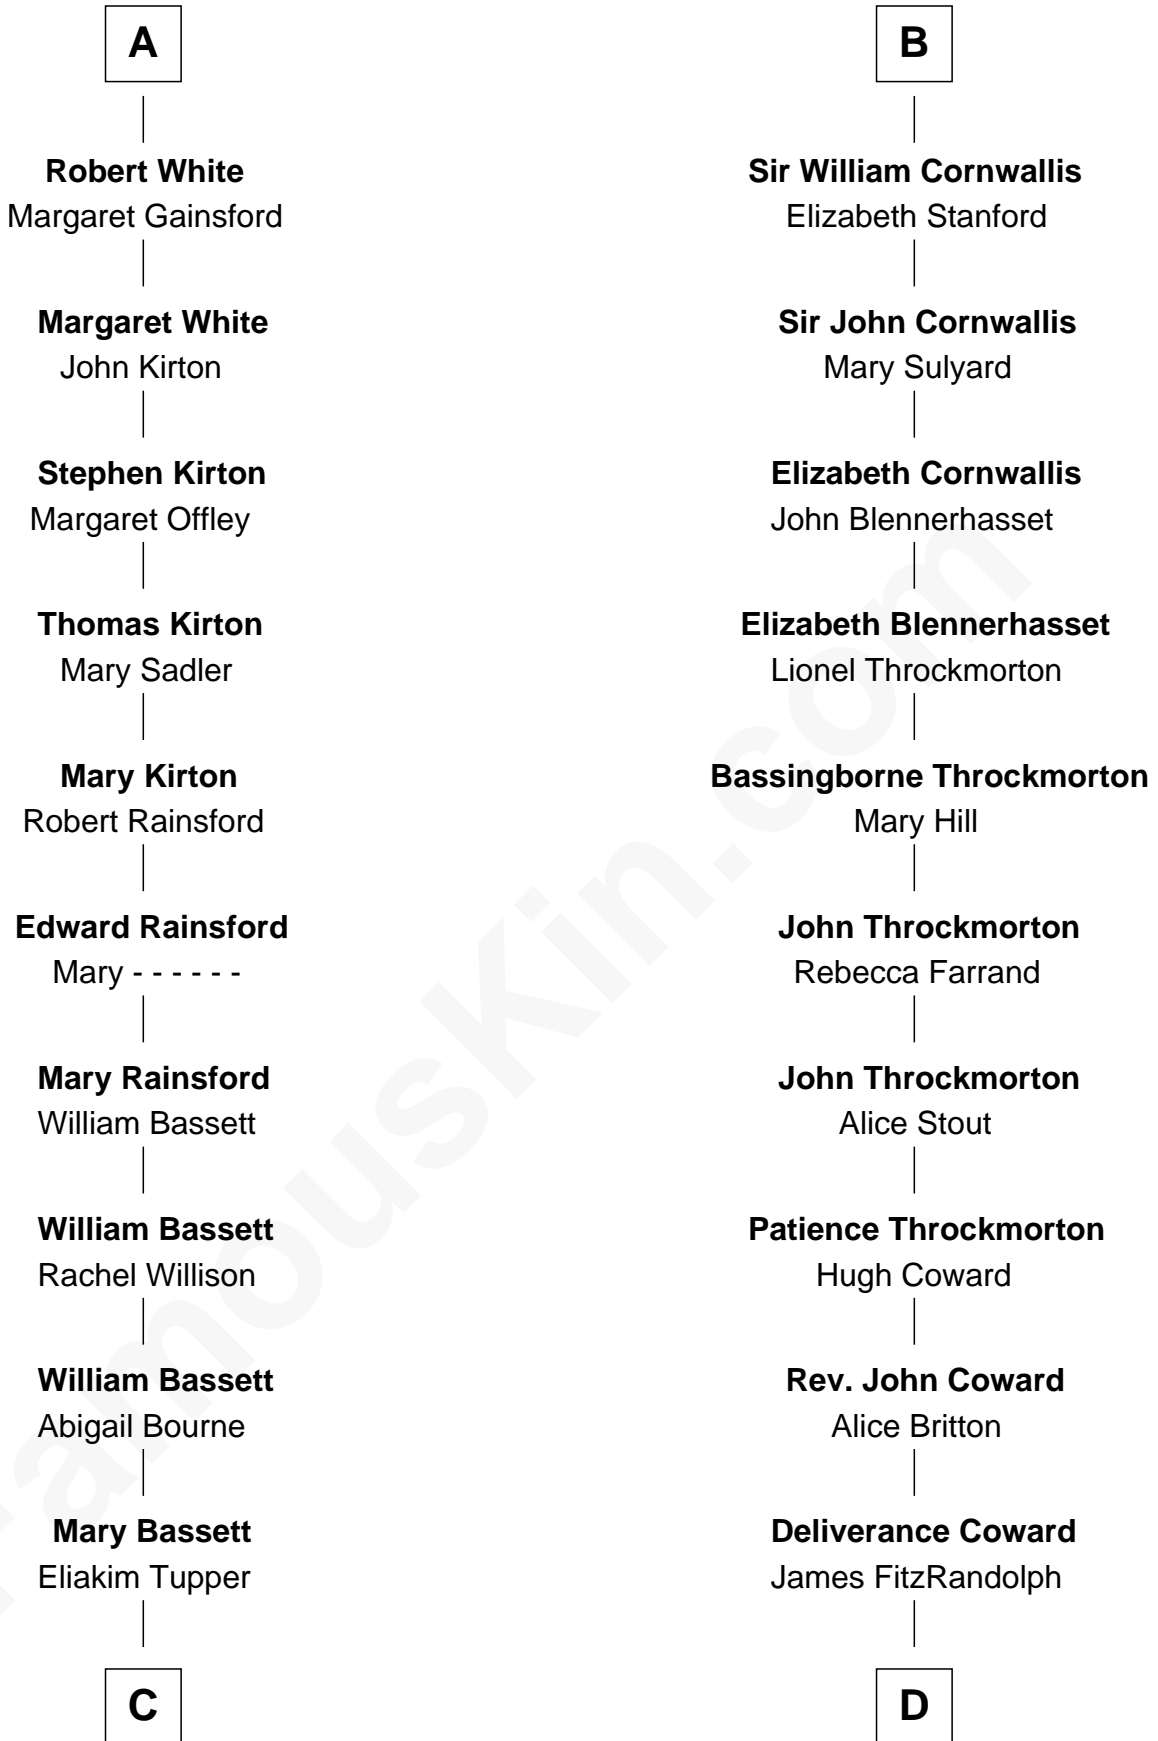 A
Robert White
Margaret Gainsford
Margaret White
John Kirton
Stephen Kirton
Margaret Offley
Thomas Kirton
Mary Sadler
Mary Kirton
Robert Rainsford
Edward Rainsford
Mary - - - - - -
Mary Rainsford
William Bassett
William Bassett
Rachel Willison
William Bassett
Abigail Bourne
Mary Bassett
Eliakim Tupper
C
B
Sir William Cornwallis
Elizabeth Stanford
Sir John Cornwallis
Mary Sulyard
Elizabeth Cornwallis
John Blennerhasset
Elizabeth Blennerhasset
Lionel Throckmorton
Bassingborne Throckmorton
Mary Hill
John Throckmorton
Rebecca Farrand
John Throckmorton
Alice Stout
Patience Throckmorton
Hugh Coward
Rev. John Coward
Alice Britton
Deliverance Coward
James FitzRandolph
D
FamousKin.com